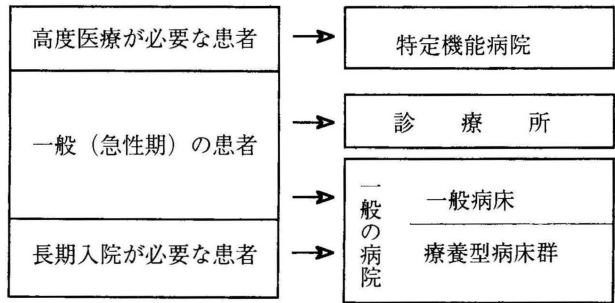 高度医療が必要な患者
特定機能病院
一般（急性期）の患者
診療所
一般の病院
一般病床
長期入院が必要な患者
療養型病床群